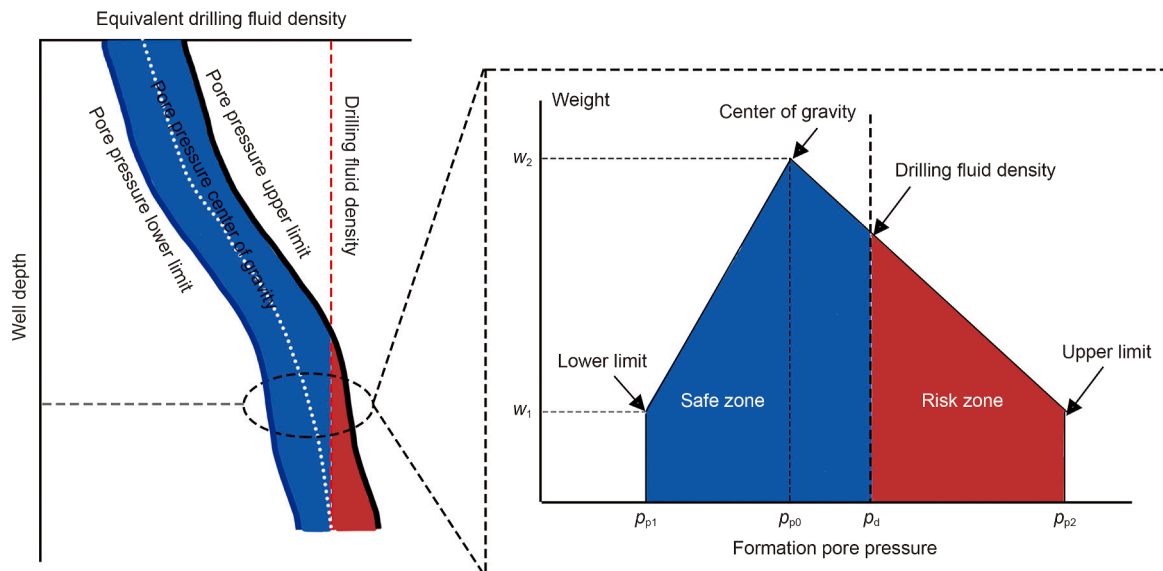 Equivalent drilling fluid density
Well depth
Pore pressure lower limit
Pore pressure center of gravity
Pore pressure upper limit
Drilling fluid density
Weight
Center of gravity
w2
Drilling fluid density
Lower limit
Upper limit
w1
Safe zone
Risk zone
pp1
pp0
pd
pp2
Formation pore pressure